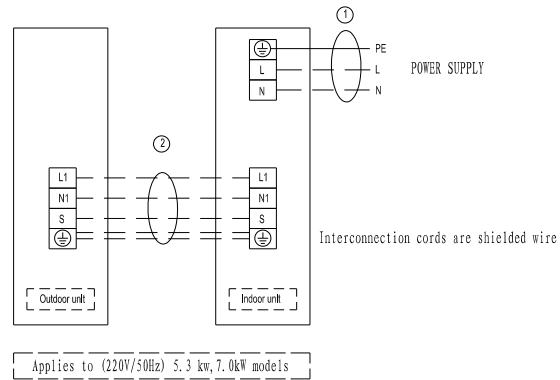 1
PE
L L POWER SUPPLY
N N
2
L1 L1
N1 N1
S S
Interconnection cords are shielded wire
Outdoor unit Indoor unit
Applies to (220V/50Hz) 5.3 kw,7.0kW models